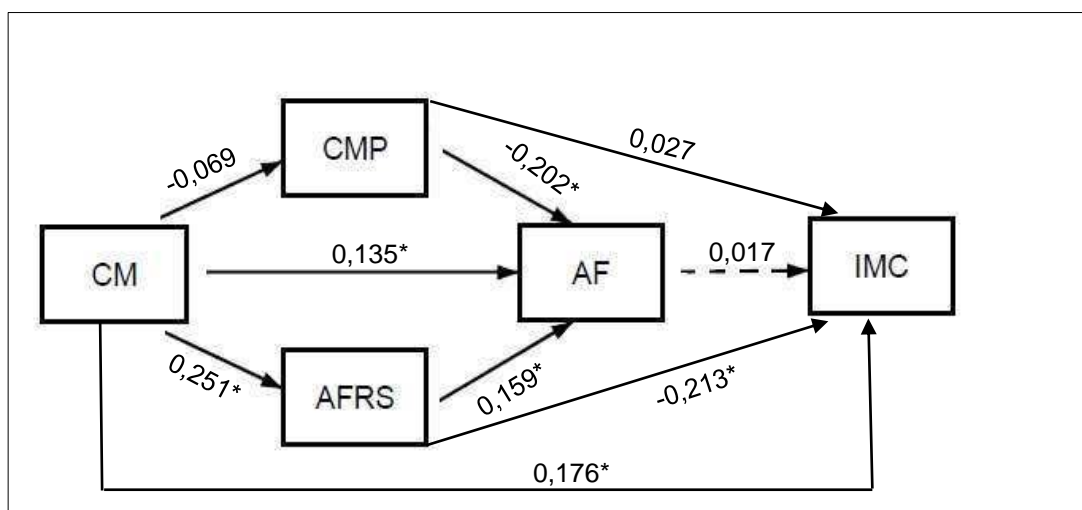 CMP
0,027
-0,069
-0,202*
CM
0,135*
AF
0,017
IMC
0,251*
AFRS
0,159*
-0,213*
0,176*